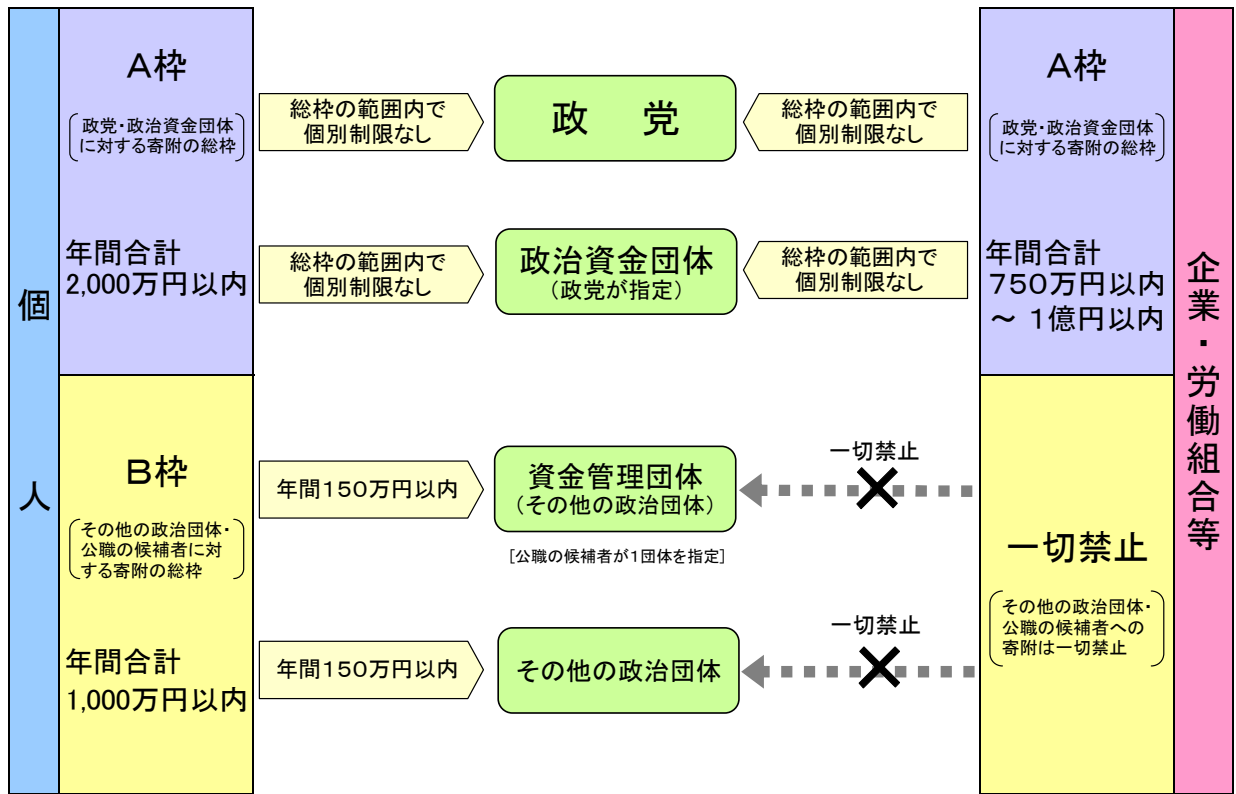 個人
A枠
政党・政治資金団体
に対する寄附の総枠
年間合計
2,000万円以内
B枠
その他の政治団体・
公職の候補者に対
する寄附の総枠
年間合計
1,000万円以内
総枠の範囲内で
個別制限なし
総枠の範囲内で
個別制限なし
年間150万円以内
年間150万円以内
政 党
政治資金団体
（政党が指定）
資金管理団体
（その他の政治団体）
[公職の候補者が１団体を指定]
その他の政治団体
総枠の範囲内で
個別制限なし
総枠の範囲内で
個別制限なし
一切禁止
一切禁止
A枠
政党・政治資金団体
に対する寄附の総枠
年間合計
750万円以内
～ 1億円以内
一切禁止
その他の政治団体・
公職の候補者への
寄附は一切禁止
企業・労働組合等